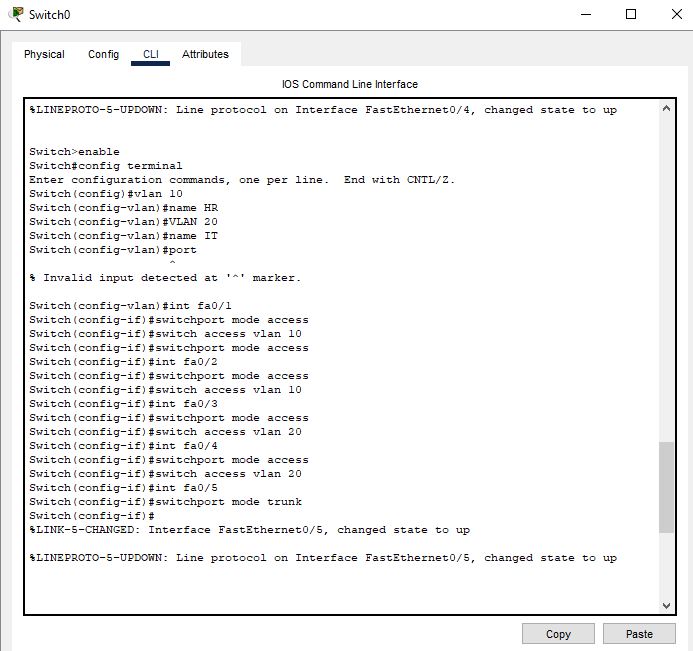 Switch0
Physical Config CLI Attributes
IOS Command Line Interface
%LINEPROTO-5-UPDOWN: Line protocol on Interface FastEthernet0/4, changed state to up
Switch>enable
Switch#config terminal
Enter configuration commands, one per line.  End with CNTL/Z.
Switch(config)#vlan 10
Switch(config-vlan)#name HR
Switch(config-vlan)#VLAN 20
Switch(config-vlan)#name IT
Switch(config-vlan)#port
^
% Invalid input detected at '^' marker.
Switch(config-vlan)#int fa0/1
Switch(config-if)#switchport mode access
Switch(config-if)#switch access vlan 10
Switch(config-if)#switchport mode access
Switch(config-if)#int fa0/2
Switch(config-if)#switchport mode access
Switch(config-if)#switch access vlan 10
Switch(config-if)#int fa0/3
Switch(config-if)#switchport mode access
Switch(config-if)#switch access vlan 20
Switch(config-if)#int fa0/4
Switch(config-if)#switchport mode access
Switch(config-if)#switch access vlan 20
Switch(config-if)#int fa0/5
Switch(config-if)#switchport mode trunk
Switch(config-if)#
%LINK-5-CHANGED: Interface FastEthernet0/5, changed state to up
%LINEPROTO-5-UPDOWN: Line protocol on Interface FastEthernet0/5, changed state to up
Copy Paste